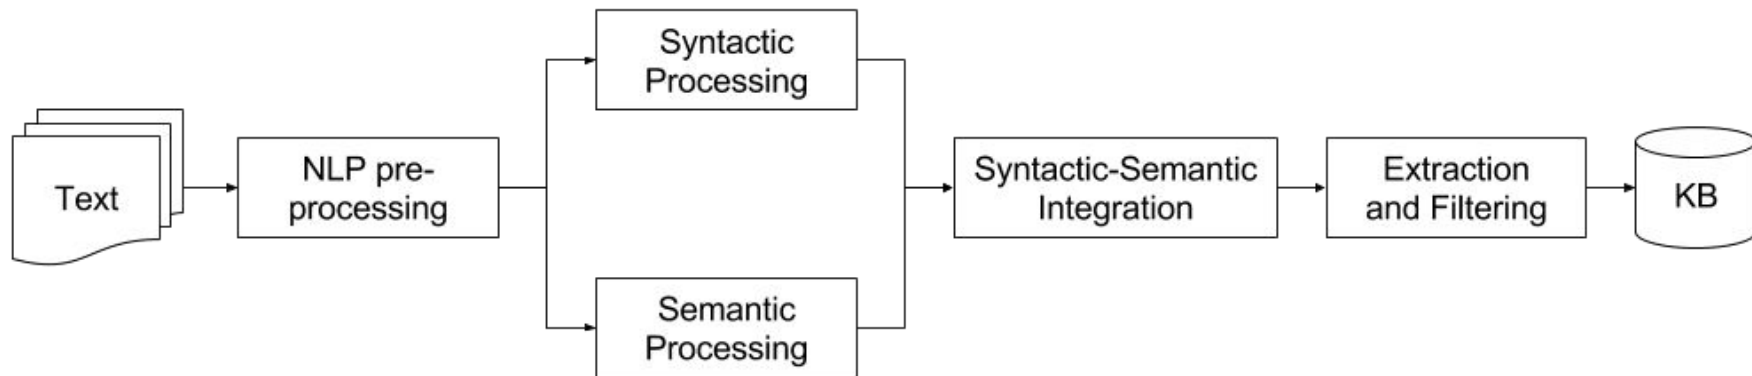 Text
NLP pre-
processing
Syntactic
Processing
Semantic
Processing
Syntactic-Semantic
Integration
Extraction
and Filtering
KB